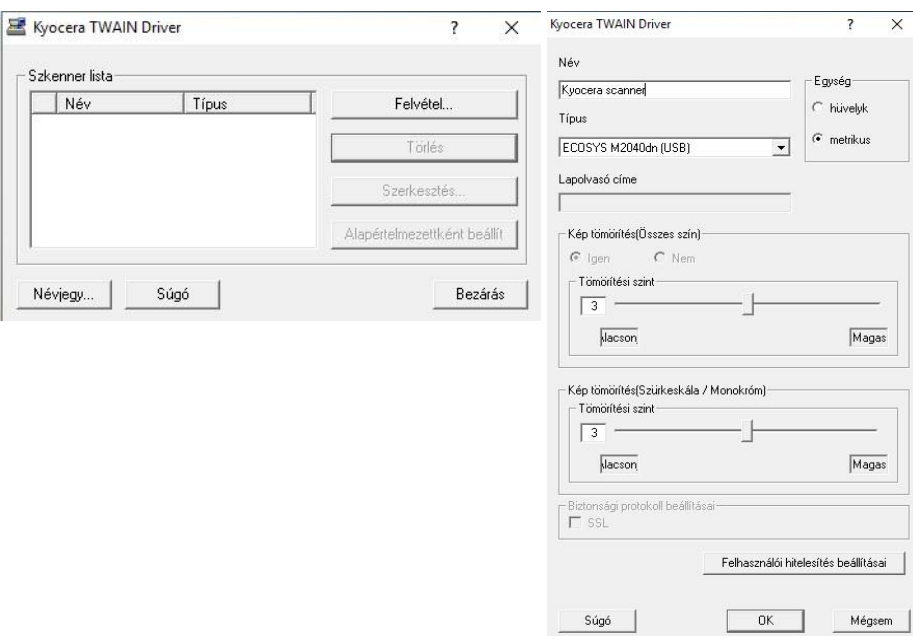 Kyocera TWAIN Driver
Szkenner lista
Név Típus
Felvétel...
Törlés
Szerkesztés...
Alapértelmezettként beállít
Névjegy... Súgó Bezárás
Kyocera TWAIN Driver
Név
Kyocera scanner
Egység
hüvelyk
metrikus
Típus
ECOSYS M2040dn (USB)
Lapolvasó címe
Kép tömörítés(Összes szín)
Igen Nem
Tömörítési szint
3
Alacson Magas
Kép tömörítés(Szürkeskála / Monokróm)
Tömörítési szint
3
Alacson Magas
Biztonsági protokoll beállításai
SSL
Felhasználói hitelesítés beállításai
Súgó OK Mégsem